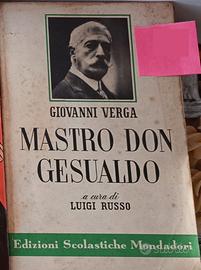 GIOVANNI VERGA
MASTRO DON
GESUALDO
a cura di
LUIGI RUSSO
Edizioni Scolastiche Mondadori